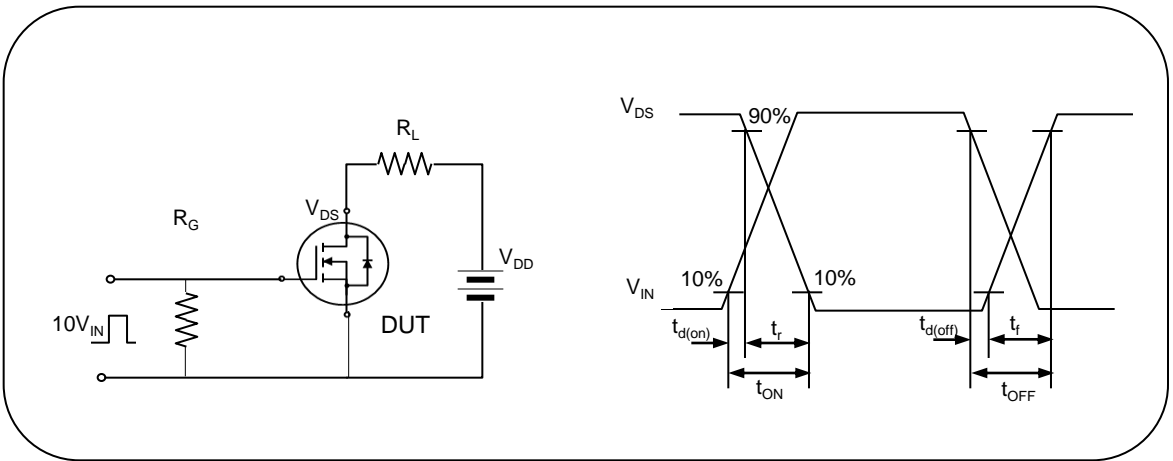 R_L
R_G
V_DS
V_DD
10V_IN
DUT
V_DS
90%
V_IN
10%
10%
t_d(on)
t_r
t_d(off)
t_f
t_ON
t_OFF